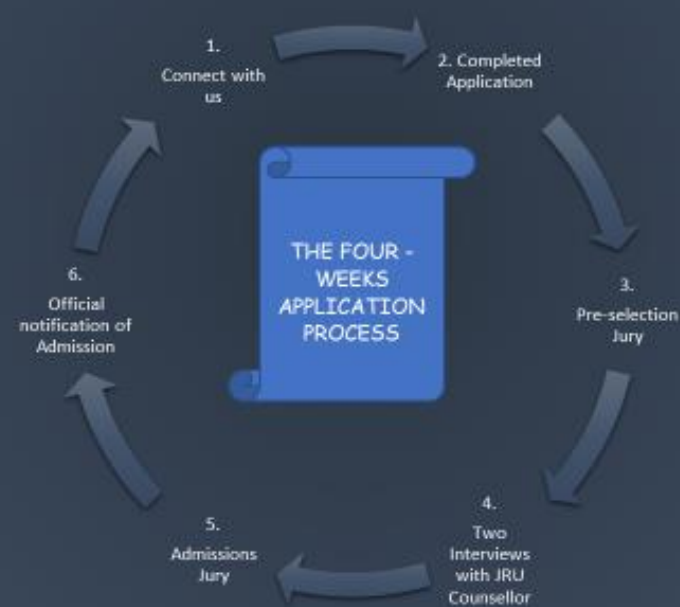 1.
Connect with
us
2. Completed
Application
3.
Pre-selection
Jury
4.
Two
Interviews
with JRU
Counsellor
5.
Admissions
Jury
6.
Official
notification of
Admission
THE FOUR -
WEEKS
APPLICATION
PROCESS